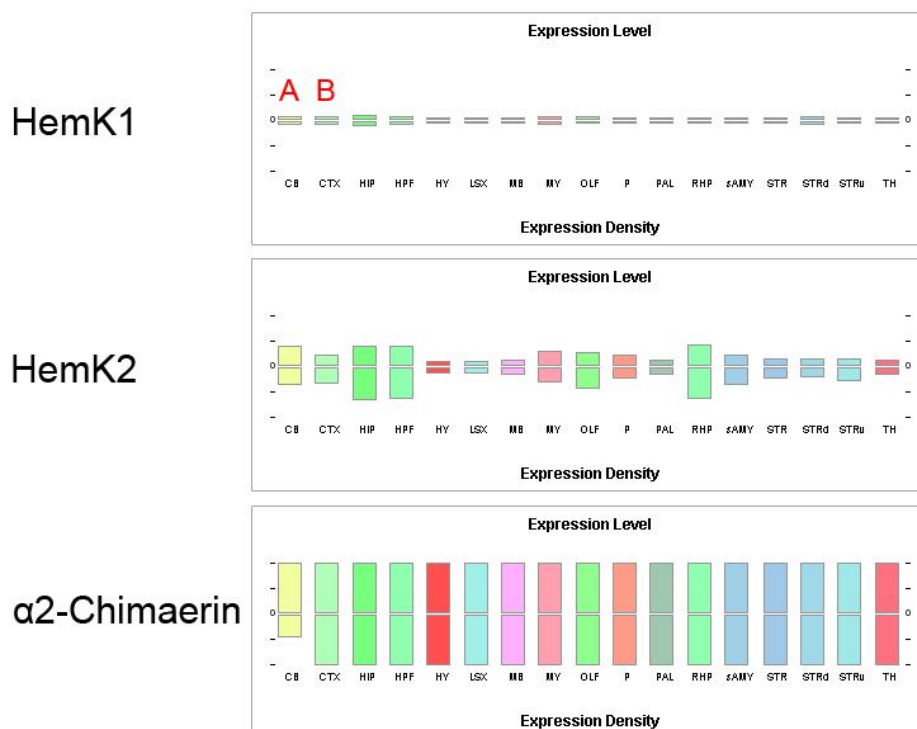 Expression Level
HemK1
A B
0 0
CB CTX HIP HPF HY LSX MB MY OLF P PAL RHP sAMY STR STRd STRu TH
Expression Density
Expression Level
HemK2
0 0
CB CTX HIP HPF HY LSX MB MY OLF P PAL RHP sAMY STR STRd STRu TH
Expression Density
Expression Level
α2-Chimaerin
0 0
CB CTX HIP HPF HY LSX MB MY OLF P PAL RHP sAMY STR STRd STRu TH
Expression Density